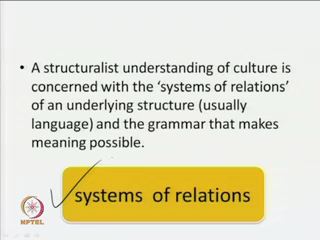 • A structuralist understanding of culture is
concerned with the ‘systems of relations’
of an underlying structure (usually
language) and the grammar that makes
meaning possible.
systems of relations
NPTEL